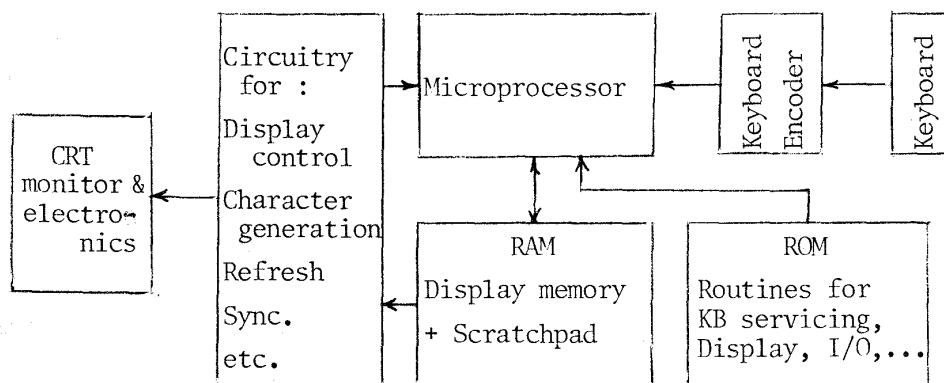 CRT
monitor &
electro-
nics
Circuitry
for :
Display
control
Character
generation
Refresh
Sync.
etc.
Microprocessor
Keyboard
Encoder
Keyboard
RAM
Display memory
+ Scratchpad
ROM
Routines for
KB servicing,
Display, I/O,...